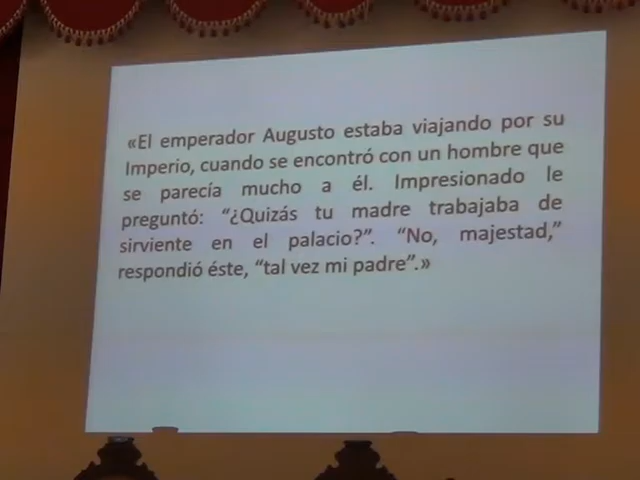 «El emperador Augusto estaba viajando por su
Imperio, cuando se encontró con un hombre que
se parecía mucho a él. Impresionado le
preguntó: “¿Quizás tu madre trabajaba de
sirviente en el palacio?”. “No, majestad,”
respondió éste, “tal vez mi padre”.»